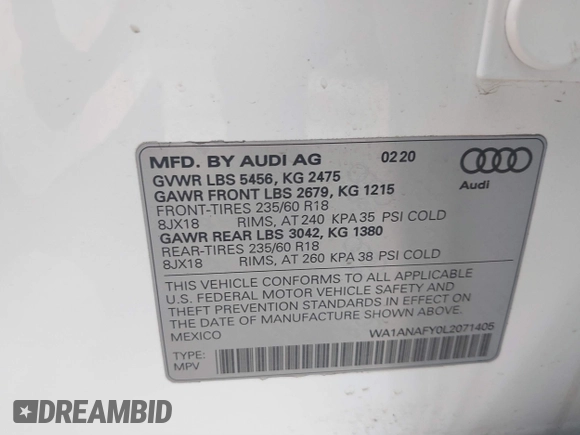 MFD. BY AUDI AG 0220
GVWR LBS 5456, KG 2475
GAWR FRONT LBS 2679, KG 1215
FRONT-TIRES 235/60 R18
8JX18 RIMS, AT 240 KPA 35 PSI COLD
GAWR REAR LBS 3042, KG 1380
REAR-TIRES 235/60 R18
8JX18 RIMS, AT 260 KPA 38 PSI COLD
Audi
THIS VEHICLE CONFORMS TO ALL APPLICABLE
U.S. FEDERAL MOTOR VEHICLE SAFETY AND
THEFT PREVENTION STANDARDS IN EFFECT ON
THE DATE OF MANUFACTURE SHOWN ABOVE.
MEXICO WA1ANAFY0L2071405
TYPE:
MPV
DREAMBID